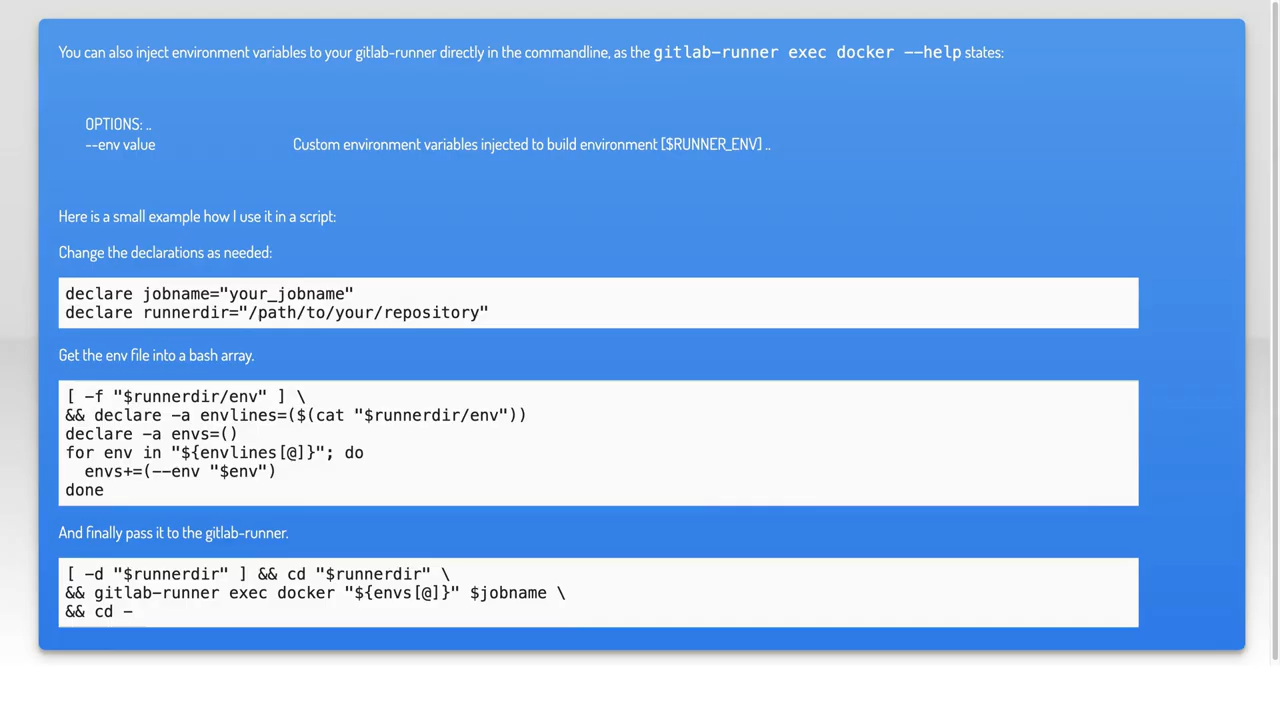 You can also inject environment variables to your gitlab-runner directly in the commandline, as the gitlab-runner exec docker --help states:
OPTIONS: ..
--env value Custom environment variables injected to build environment [$RUNNER_ENV] ..
Here is a small example how I use it in a script:
Change the declarations as needed:
declare jobname="your_jobname"
declare runnerdir="/path/to/your/repository"
Get the env file into a bash array.
[ -f "$runnerdir/env" ] \
&& declare -a envlines=($(cat "$runnerdir/env"))
declare -a envs=()
for env in "${envlines[@]}"; do
  envs+=(--env "$env")
done
And finally pass it to the gitlab-runner.
[ -d "$runnerdir" ] && cd "$runnerdir" \
&& gitlab-runner exec docker "${envs[@]}" $jobname \
&& cd -